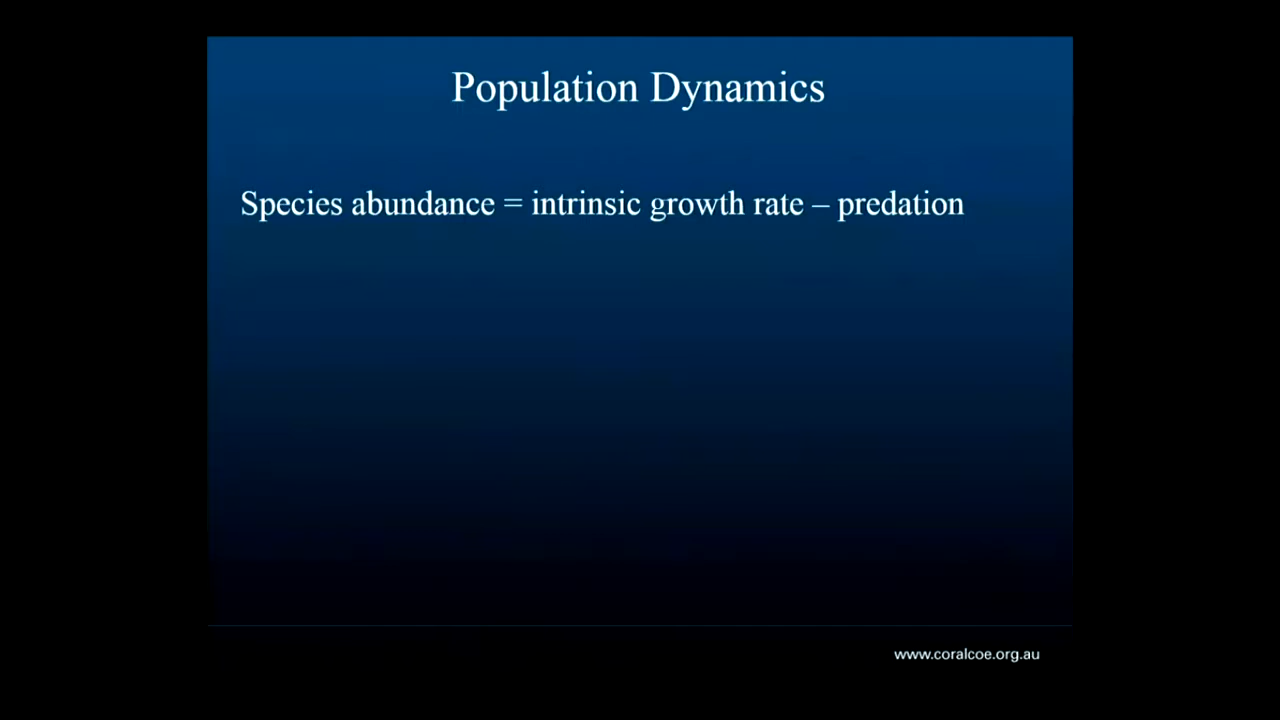 Population Dynamics
Species abundance = intrinsic growth rate – predation
www.coralcoe.org.au